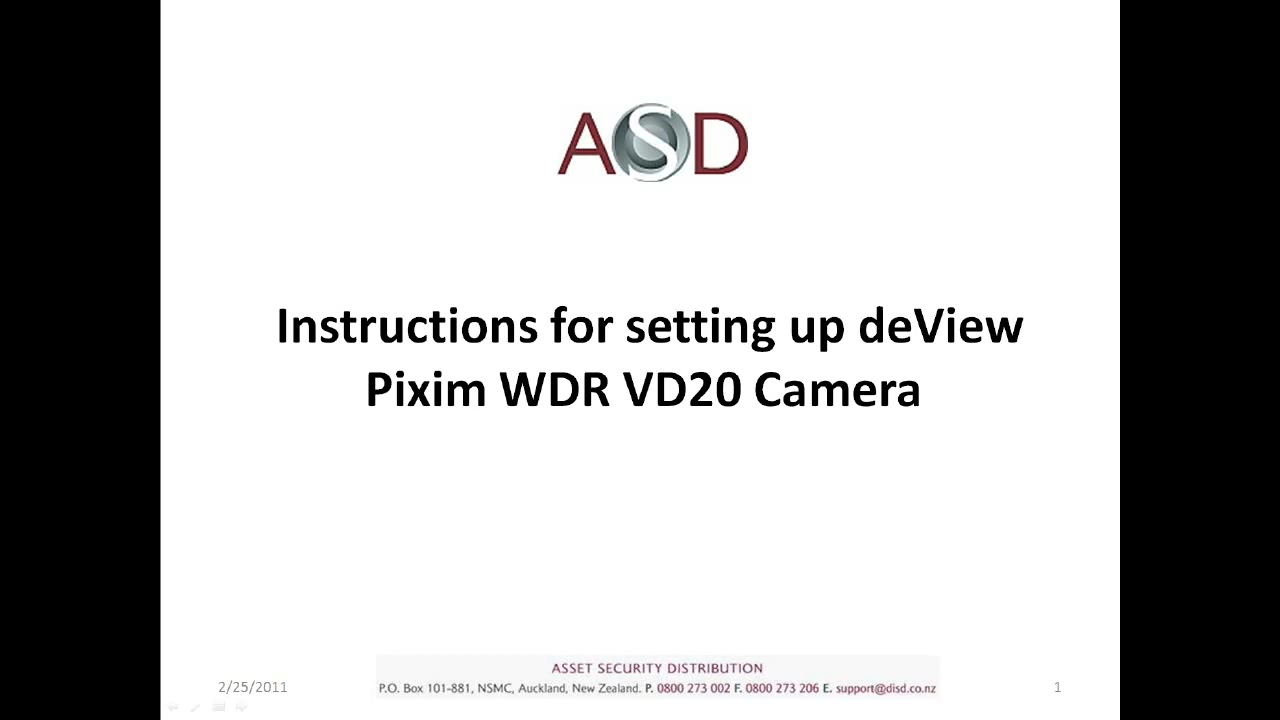 ASD
Instructions for setting up deView
Pixim WDR VD20 Camera
ASSET SECURITY DISTRIBUTION
P.O. Box 101-881, NSMC, Auckland, New Zealand. P. 0800 273 002 F. 0800 273 206 E. support@disd.co.nz
2/25/2011
1